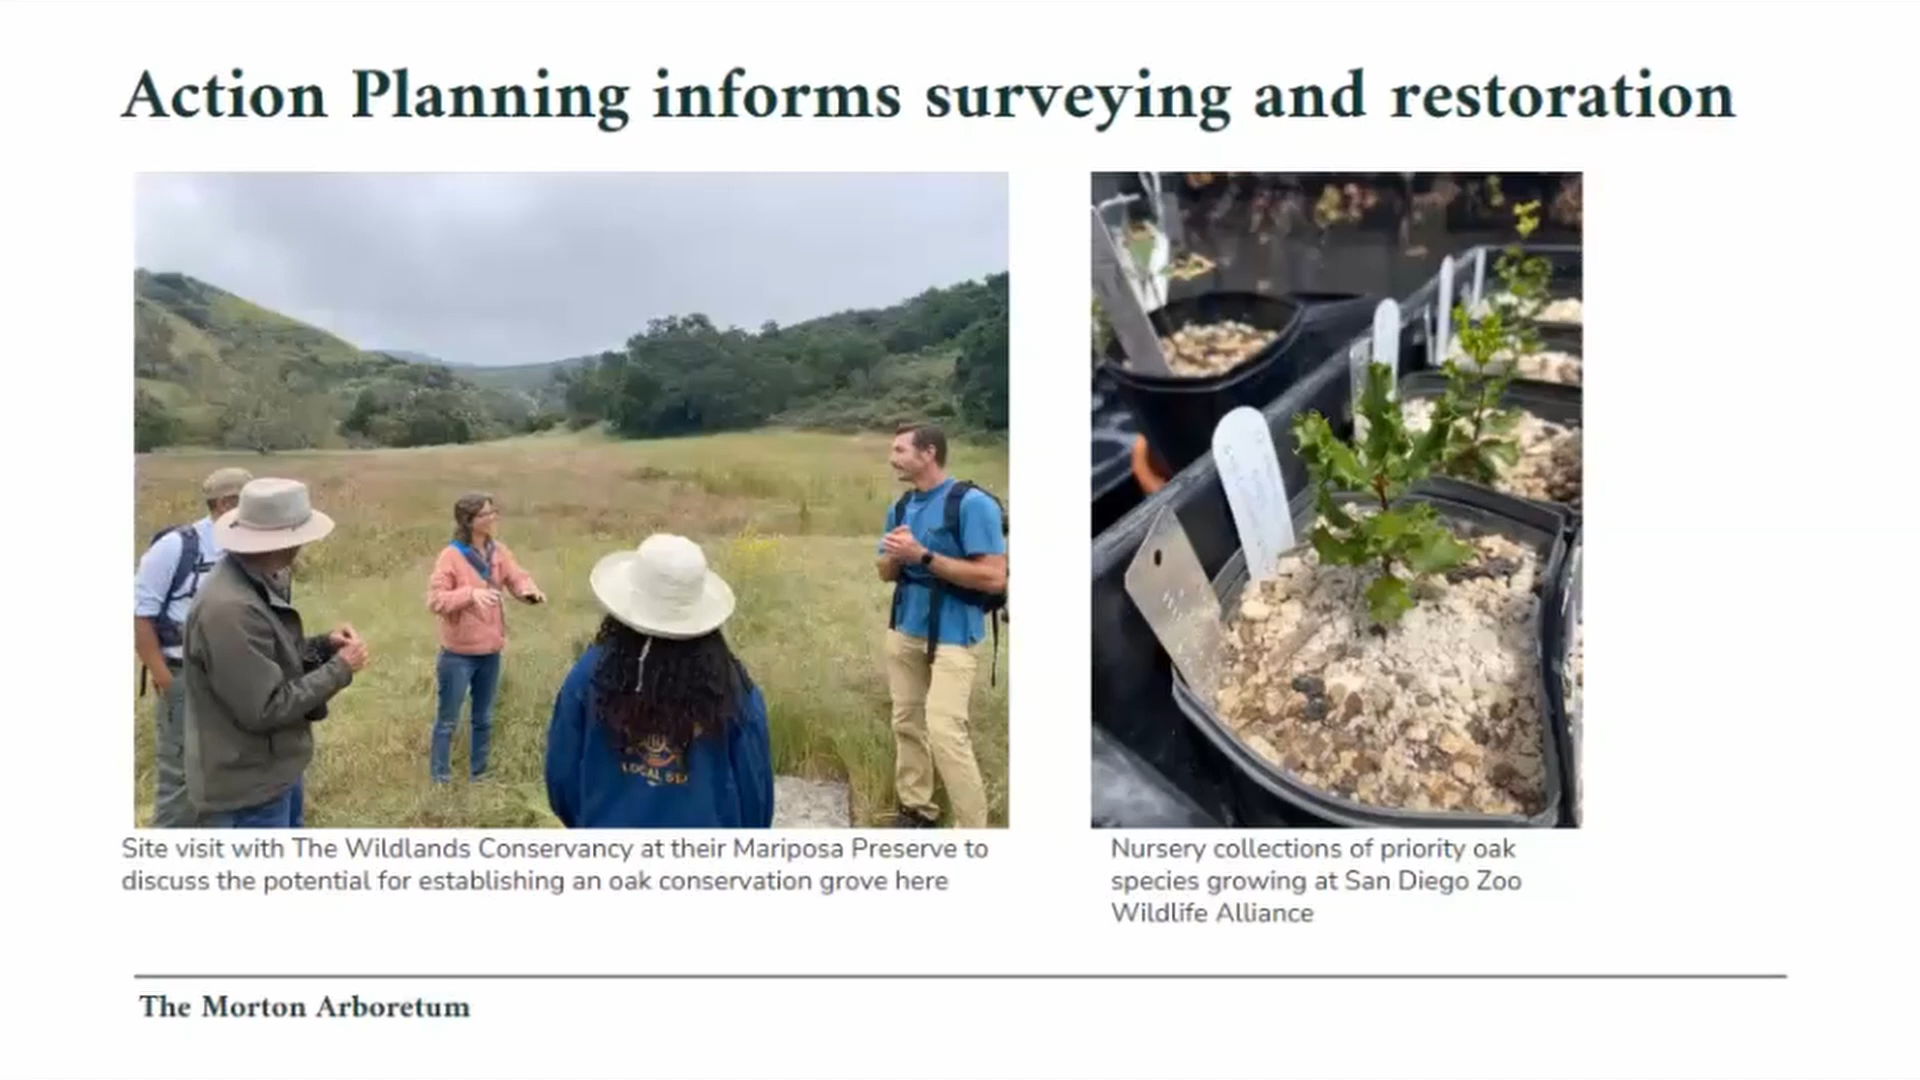 Action Planning informs surveying and restoration
Site visit with The Wildlands Conservancy at their Mariposa Preserve to
discuss the potential for establishing an oak conservation grove here
Nursery collections of priority oak
species growing at San Diego Zoo
Wildlife Alliance
The Morton Arboretum